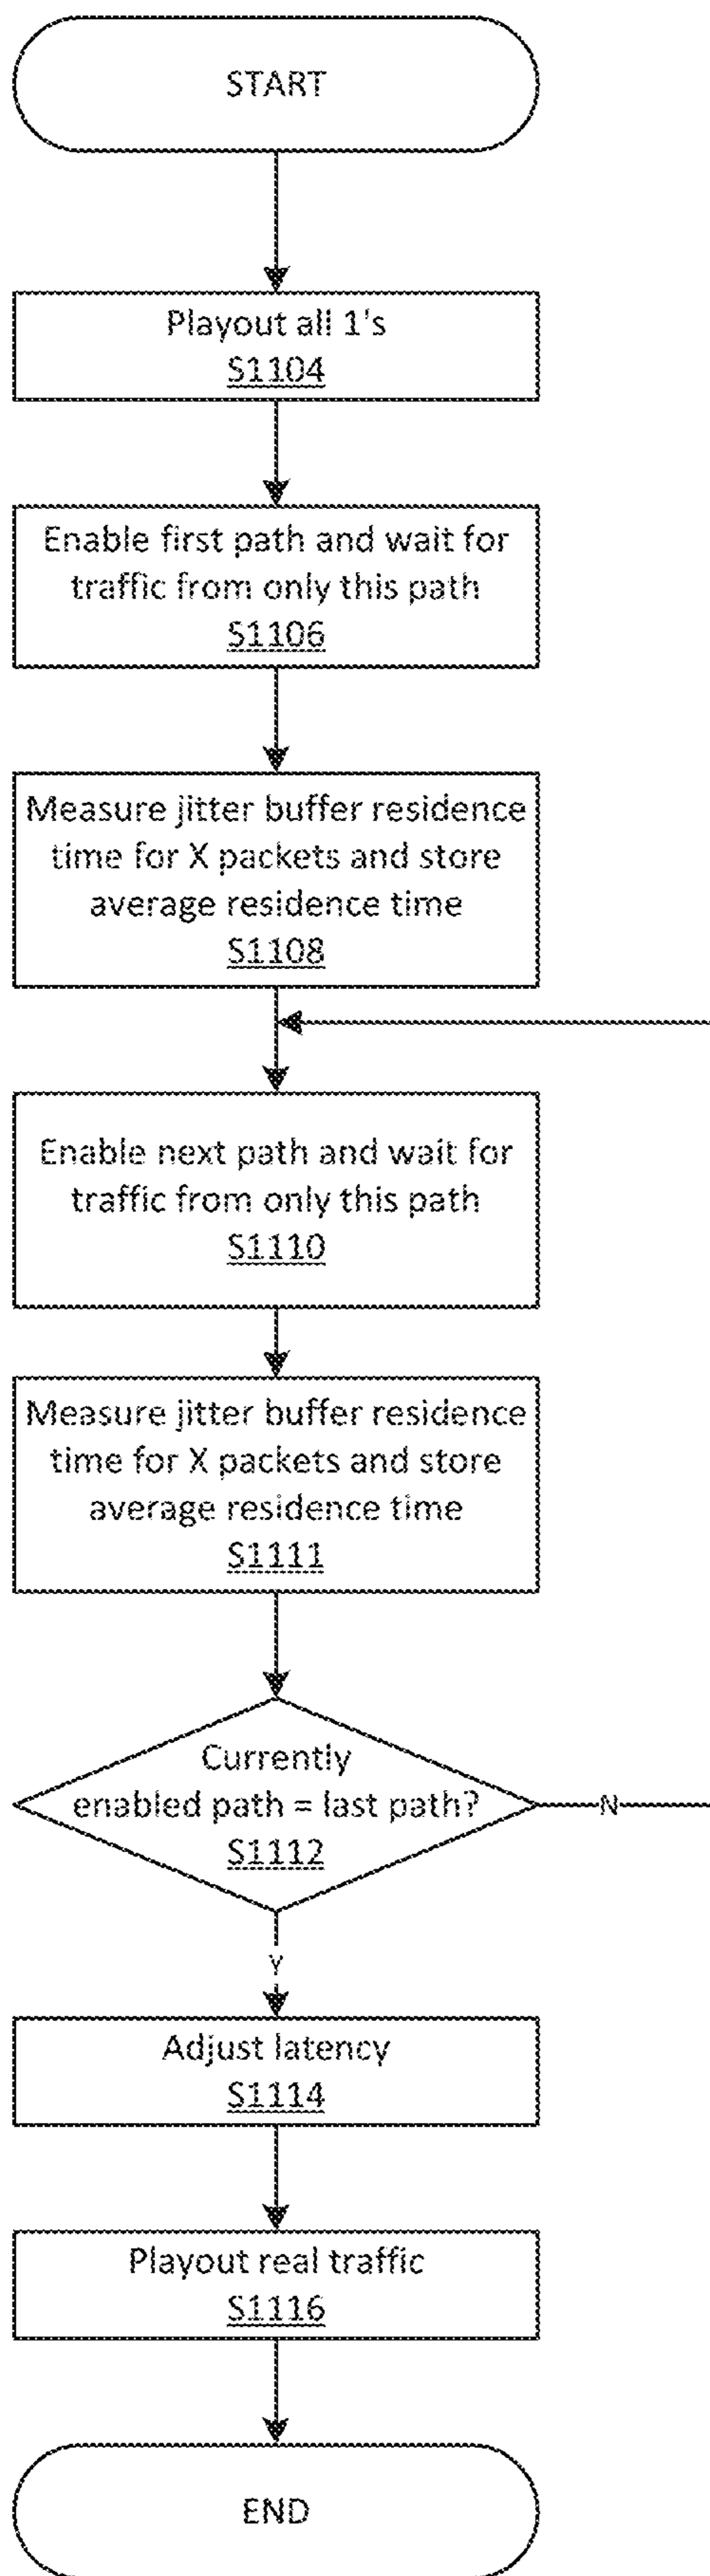 START
Playout all 1's
S1104
Enable first path and wait for
traffic from only this path
S1106
Measure jitter buffer residence
time for X packets and store
average residence time
S1108
Enable next path and wait for
traffic from only this path
S1110
Measure jitter buffer residence
time for X packets and store
average residence time
S1111
Currently
enabled path = last path?
S1112
N
Y
Adjust latency
S1114
Playout real traffic
S1116
END